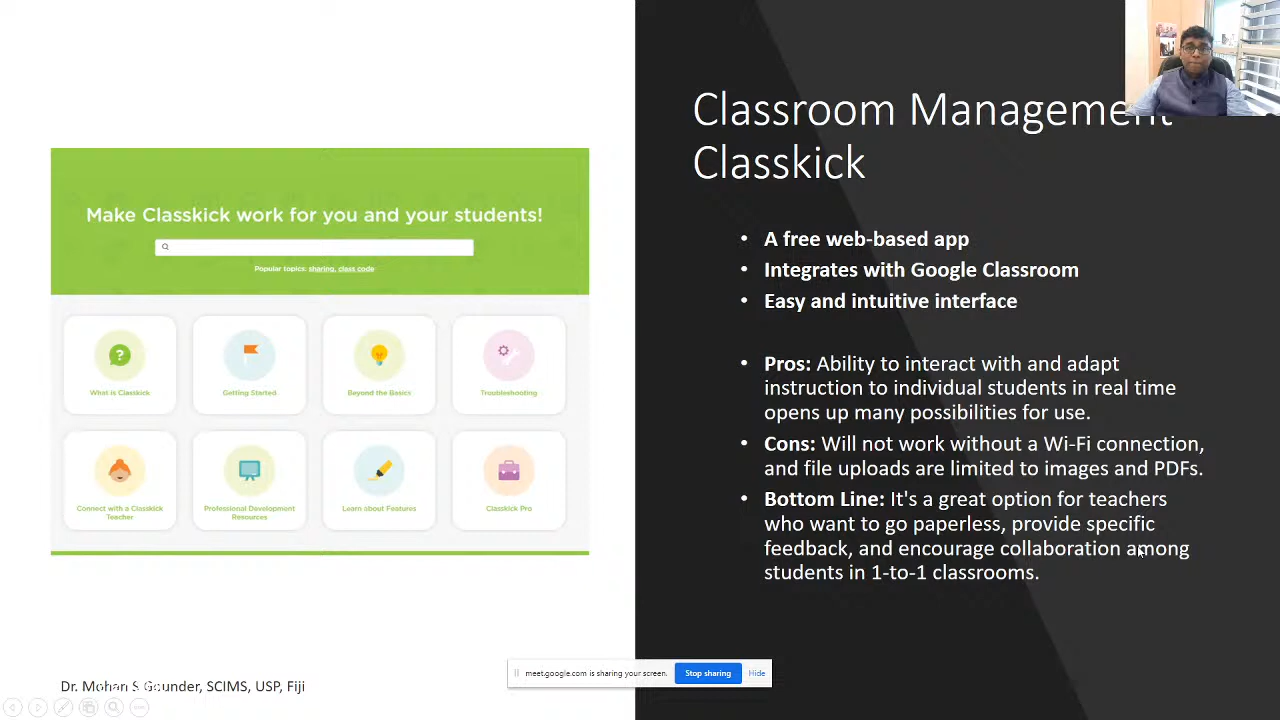 Classroom Management
Classkick
Make Classkick work for you and your students!
Popular topics: sharing, class code
What is Classkick
Getting Started
Beyond the Basics
Troubleshooting
Connect with a Classkick
Teacher
Professional Development
Resources
Learn about Features
Classkick Pro
• A free web-based app
• Integrates with Google Classroom
• Easy and intuitive interface
• Pros: Ability to interact with and adapt
instruction to individual students in real time
opens up many possibilities for use.
• Cons: Will not work without a Wi-Fi connection,
and file uploads are limited to images and PDFs.
• Bottom Line: It's a great option for teachers
who want to go paperless, provide specific
feedback, and encourage collaboration among
students in 1-to-1 classrooms.
meet.google.com is sharing your screen.
Stop sharing
Hide
Dr. Mohan S Gounder, SCIMS, USP, Fiji